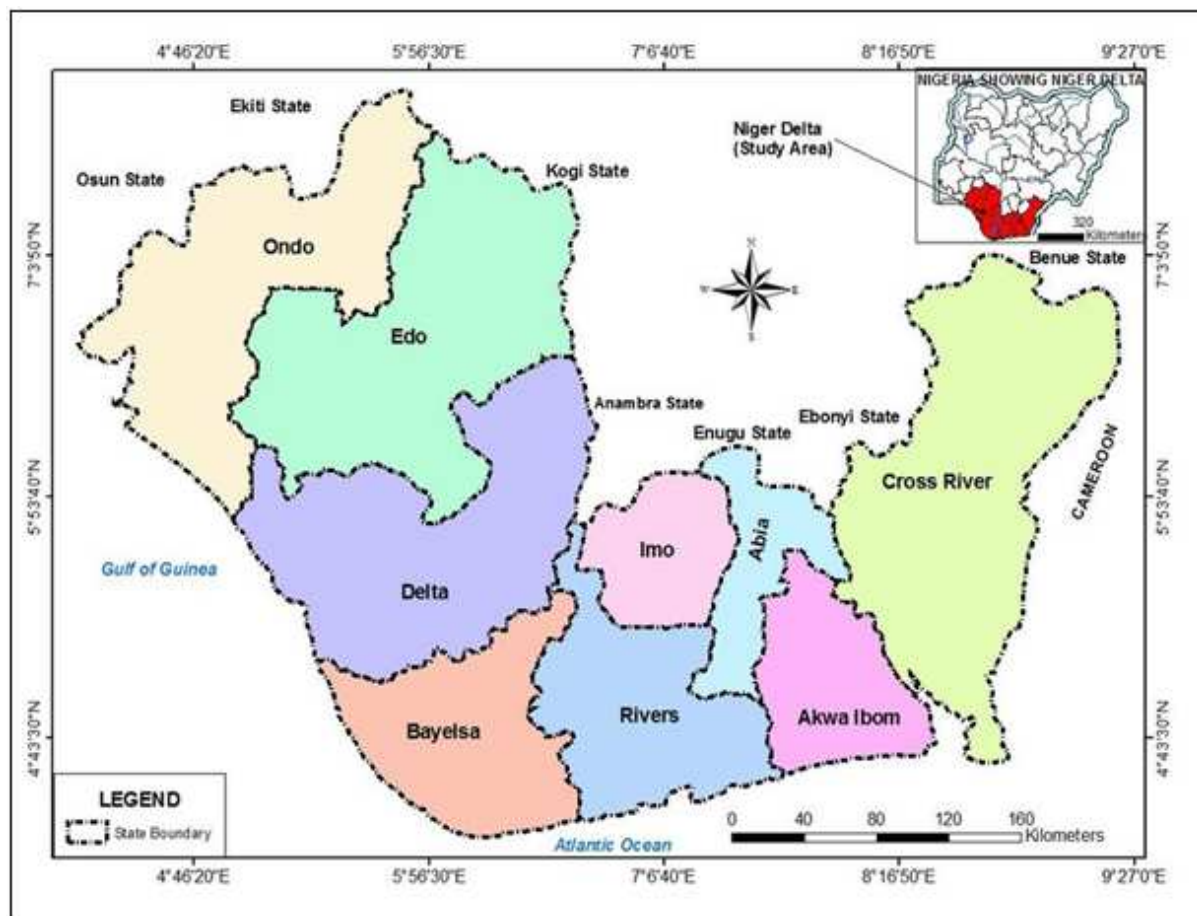 4°46'20"E
5°56'30"E
7°6'40"E
8°16'50"E
9°27'0"E
NIGERIA SHOWING NIGER DELTA
Ekiti State
Niger Delta
(Study Area)
Kogi State
Osun State
320
Kilometers
Ondo
Benue State
7°3'50"N
7°3'50"N
Edo
Anambra State
Ebonyi State
Enugu State
CAMEROON
Cross River
5°53'40"N
5°53'40"N
Abia
Imo
Gulf of Guinea
Delta
Rivers
Akwa Ibom
Bayelsa
4°43'30"N
4°43'30"N
LEGEND
State Boundary
0 40 80 120 160
Kilometers
Atlantic Ocean
4°46'20"E
5°56'30"E
7°6'40"E
8°16'50"E
9°27'0"E